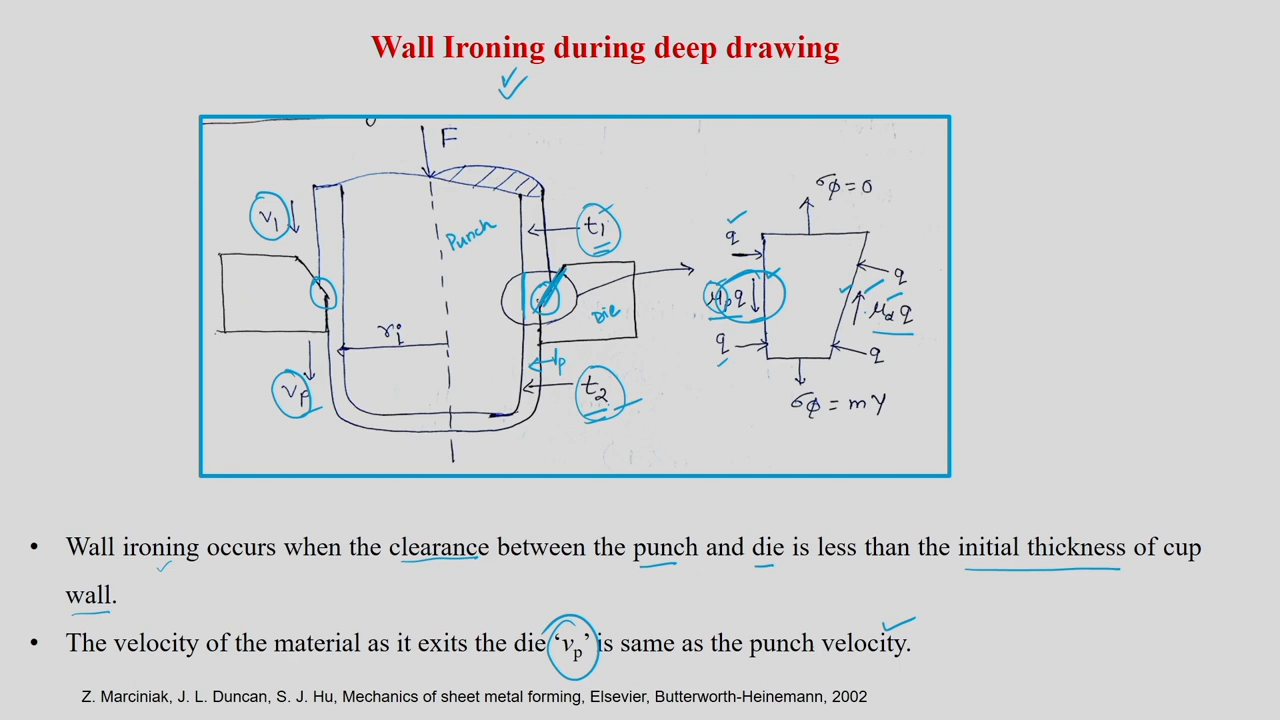 Wall Ironing during deep drawing
F
v1
Punch
t1
ri
Die
vp
vp
t2
σϕ = 0
q
q
μp q
μd q
q
q
σϕ = mY
• Wall ironing occurs when the clearance between the punch and die is less than the initial thickness of cup
wall.
• The velocity of the material as it exits the die ‘vp’ is same as the punch velocity.
Z. Marciniak, J. L. Duncan, S. J. Hu, Mechanics of sheet metal forming, Elsevier, Butterworth-Heinemann, 2002